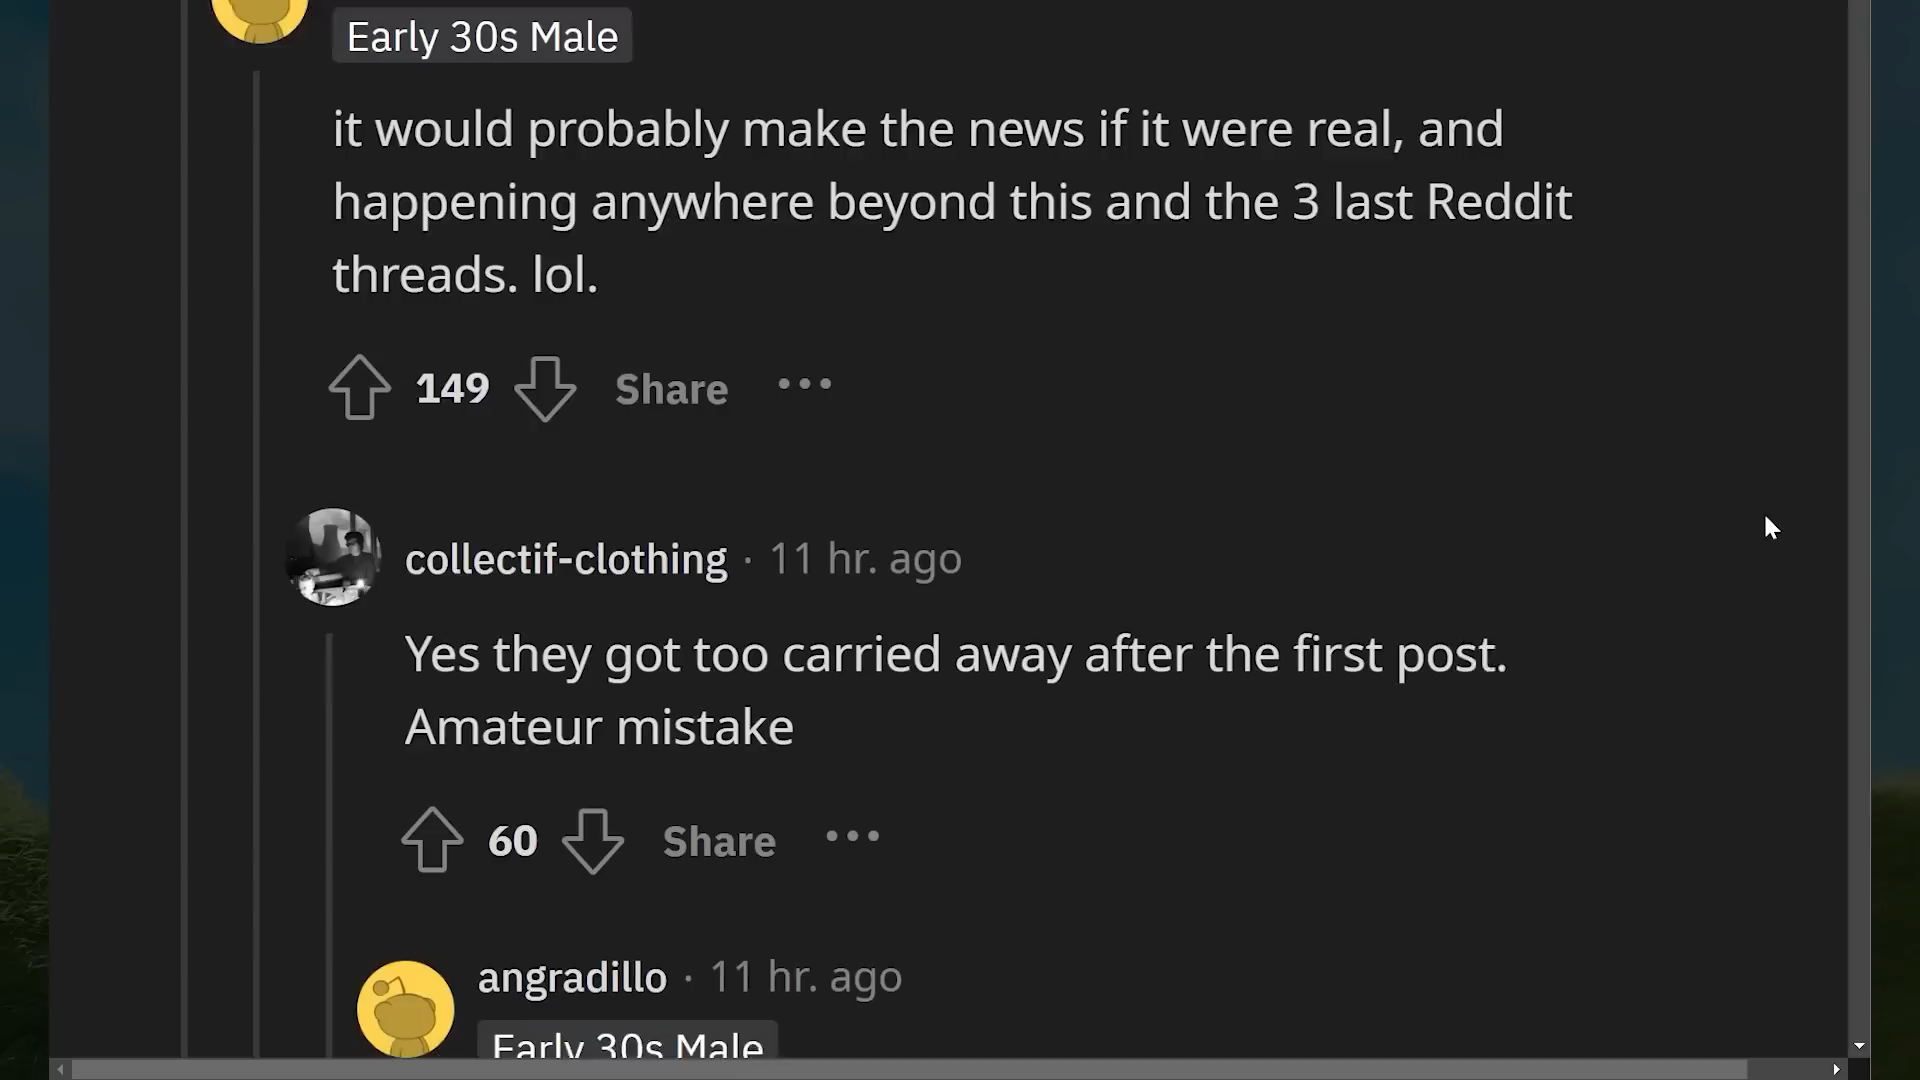 Early 30s Male
it would probably make the news if it were real, and
happening anywhere beyond this and the 3 last Reddit
threads. lol.
149 Share •••
collectif-clothing · 11 hr. ago
Yes they got too carried away after the first post.
Amateur mistake
60 Share •••
angradillo · 11 hr. ago
Early 30s Male